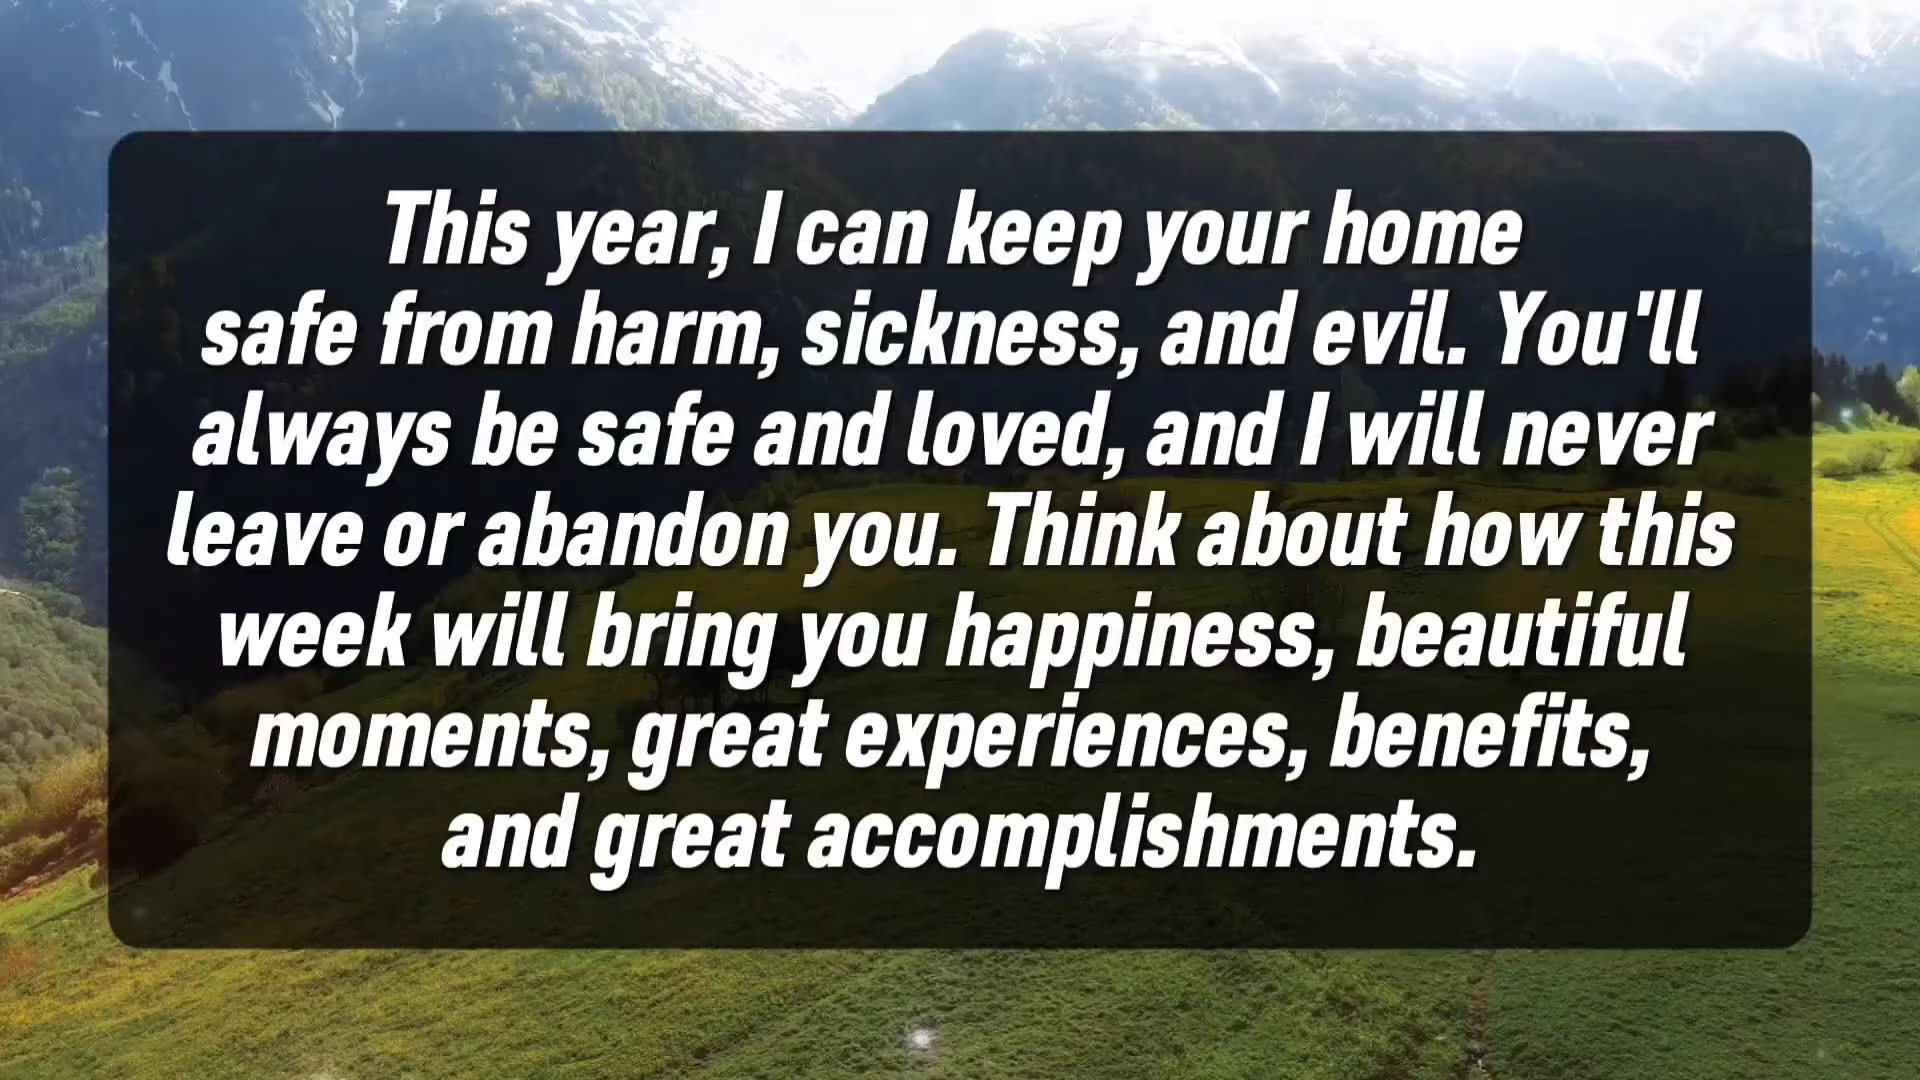 This year, I can keep your home
safe from harm, sickness, and evil. You'll
always be safe and loved, and I will never
leave or abandon you. Think about how this
week will bring you happiness, beautiful
moments, great experiences, benefits,
and great accomplishments.